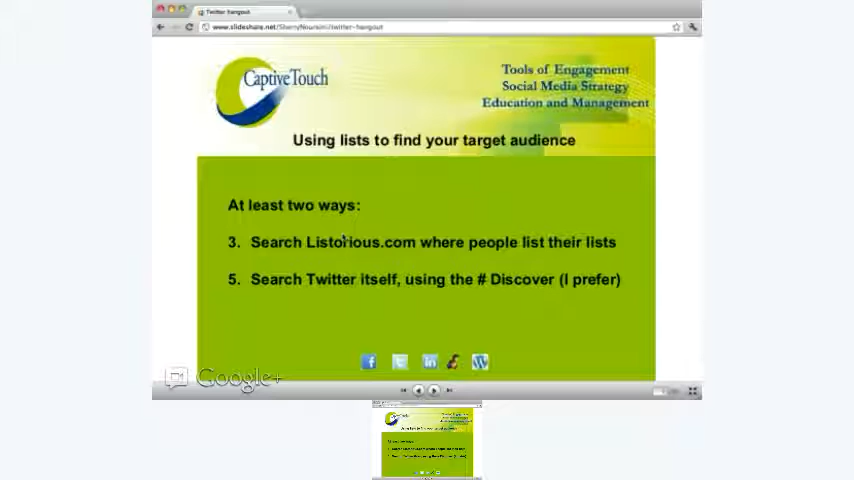 Twitter hangout
www.slideshare.net/SherryNoursini/twitter-hangout
CaptiveTouch
Tools of Engagement
Social Media Strategy
Education and Management
Using lists to find your target audience
At least two ways:
3. Search Listorious.com where people list their lists
5. Search Twitter itself, using the # Discover (I prefer)
Google+